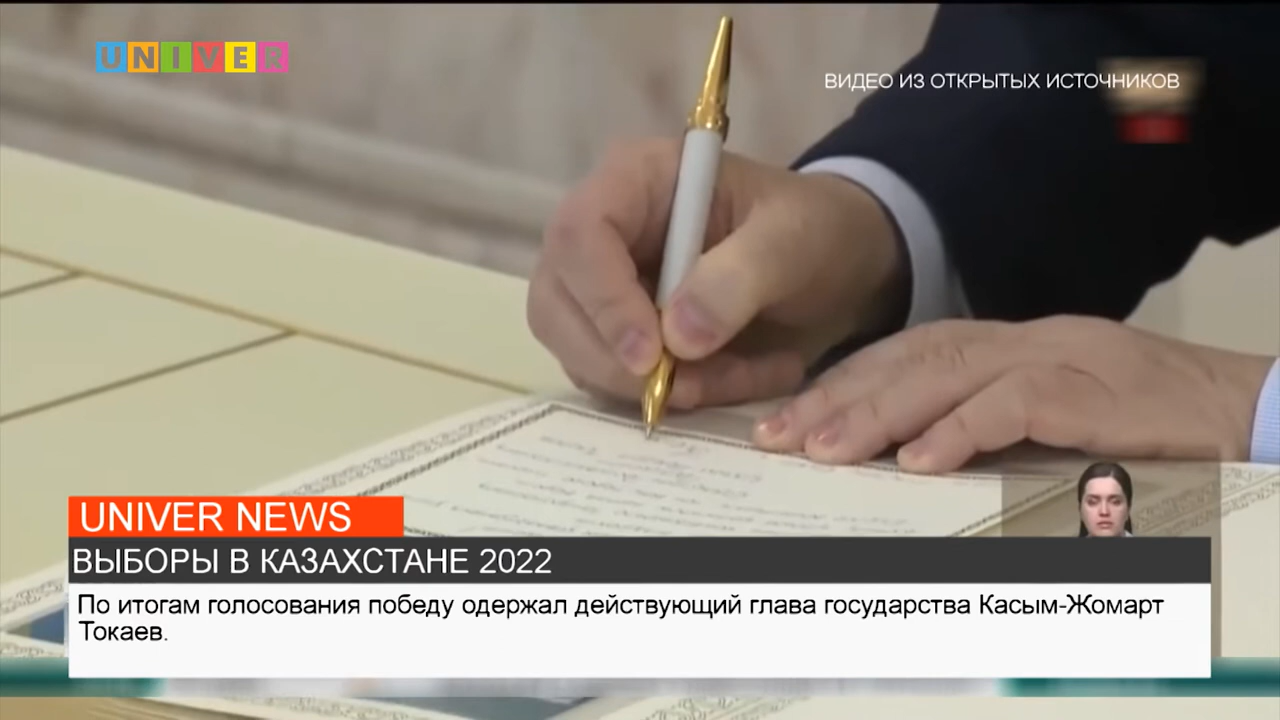 UNIVER
ВИДЕО ИЗ ОТКРЫТЫХ ИСТОЧНИКОВ
UNIVER NEWS
ВЫБОРЫ В КАЗАХСТАНЕ 2022
По итогам голосования победу одержал действующий глава государства Касым-Жомарт
Токаев.